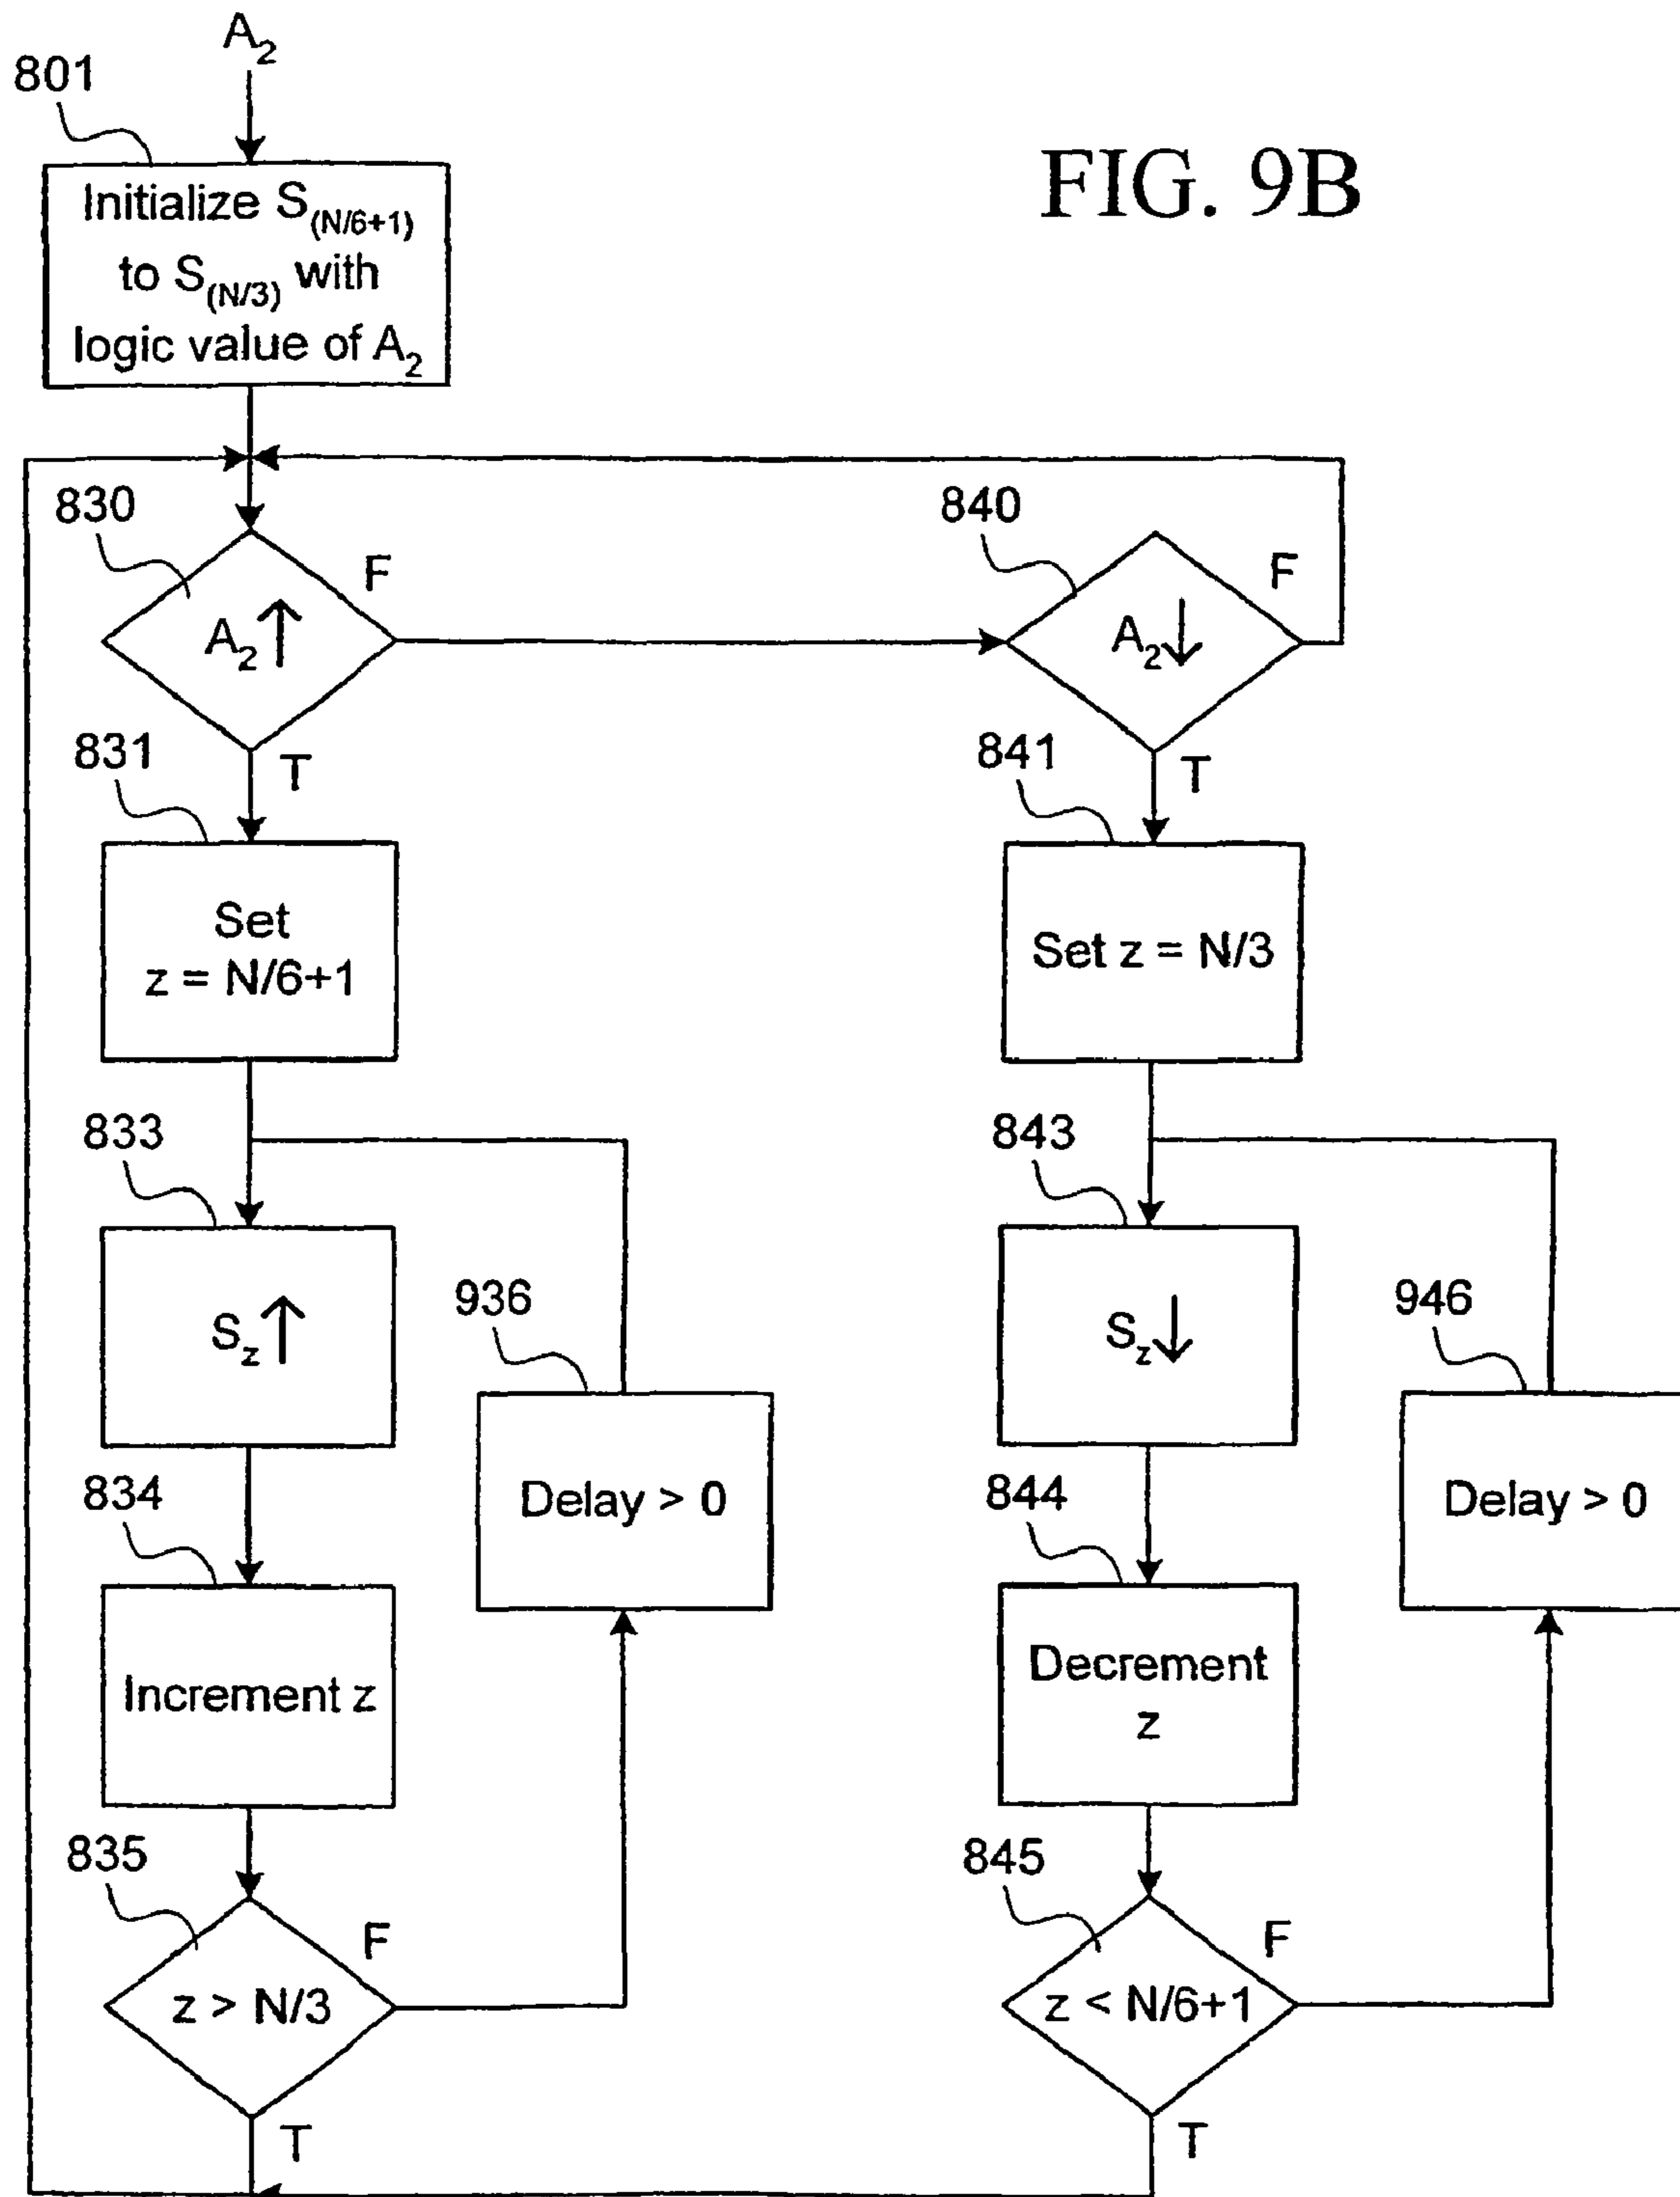 A₂
801
Initialize S₍N/6+1₎
to S₍N/3₎ with
logic value of A₂
FIG. 9B
830
F
A₂↑
T
840
F
A₂↓
T
831
Set
z = N/6+1
841
Set z = N/3
833
S_z↑
936
Delay > 0
843
S_z↓
946
Delay > 0
834
Increment z
844
Decrement
z
835
F
z > N/3
T
845
F
z < N/6+1
T